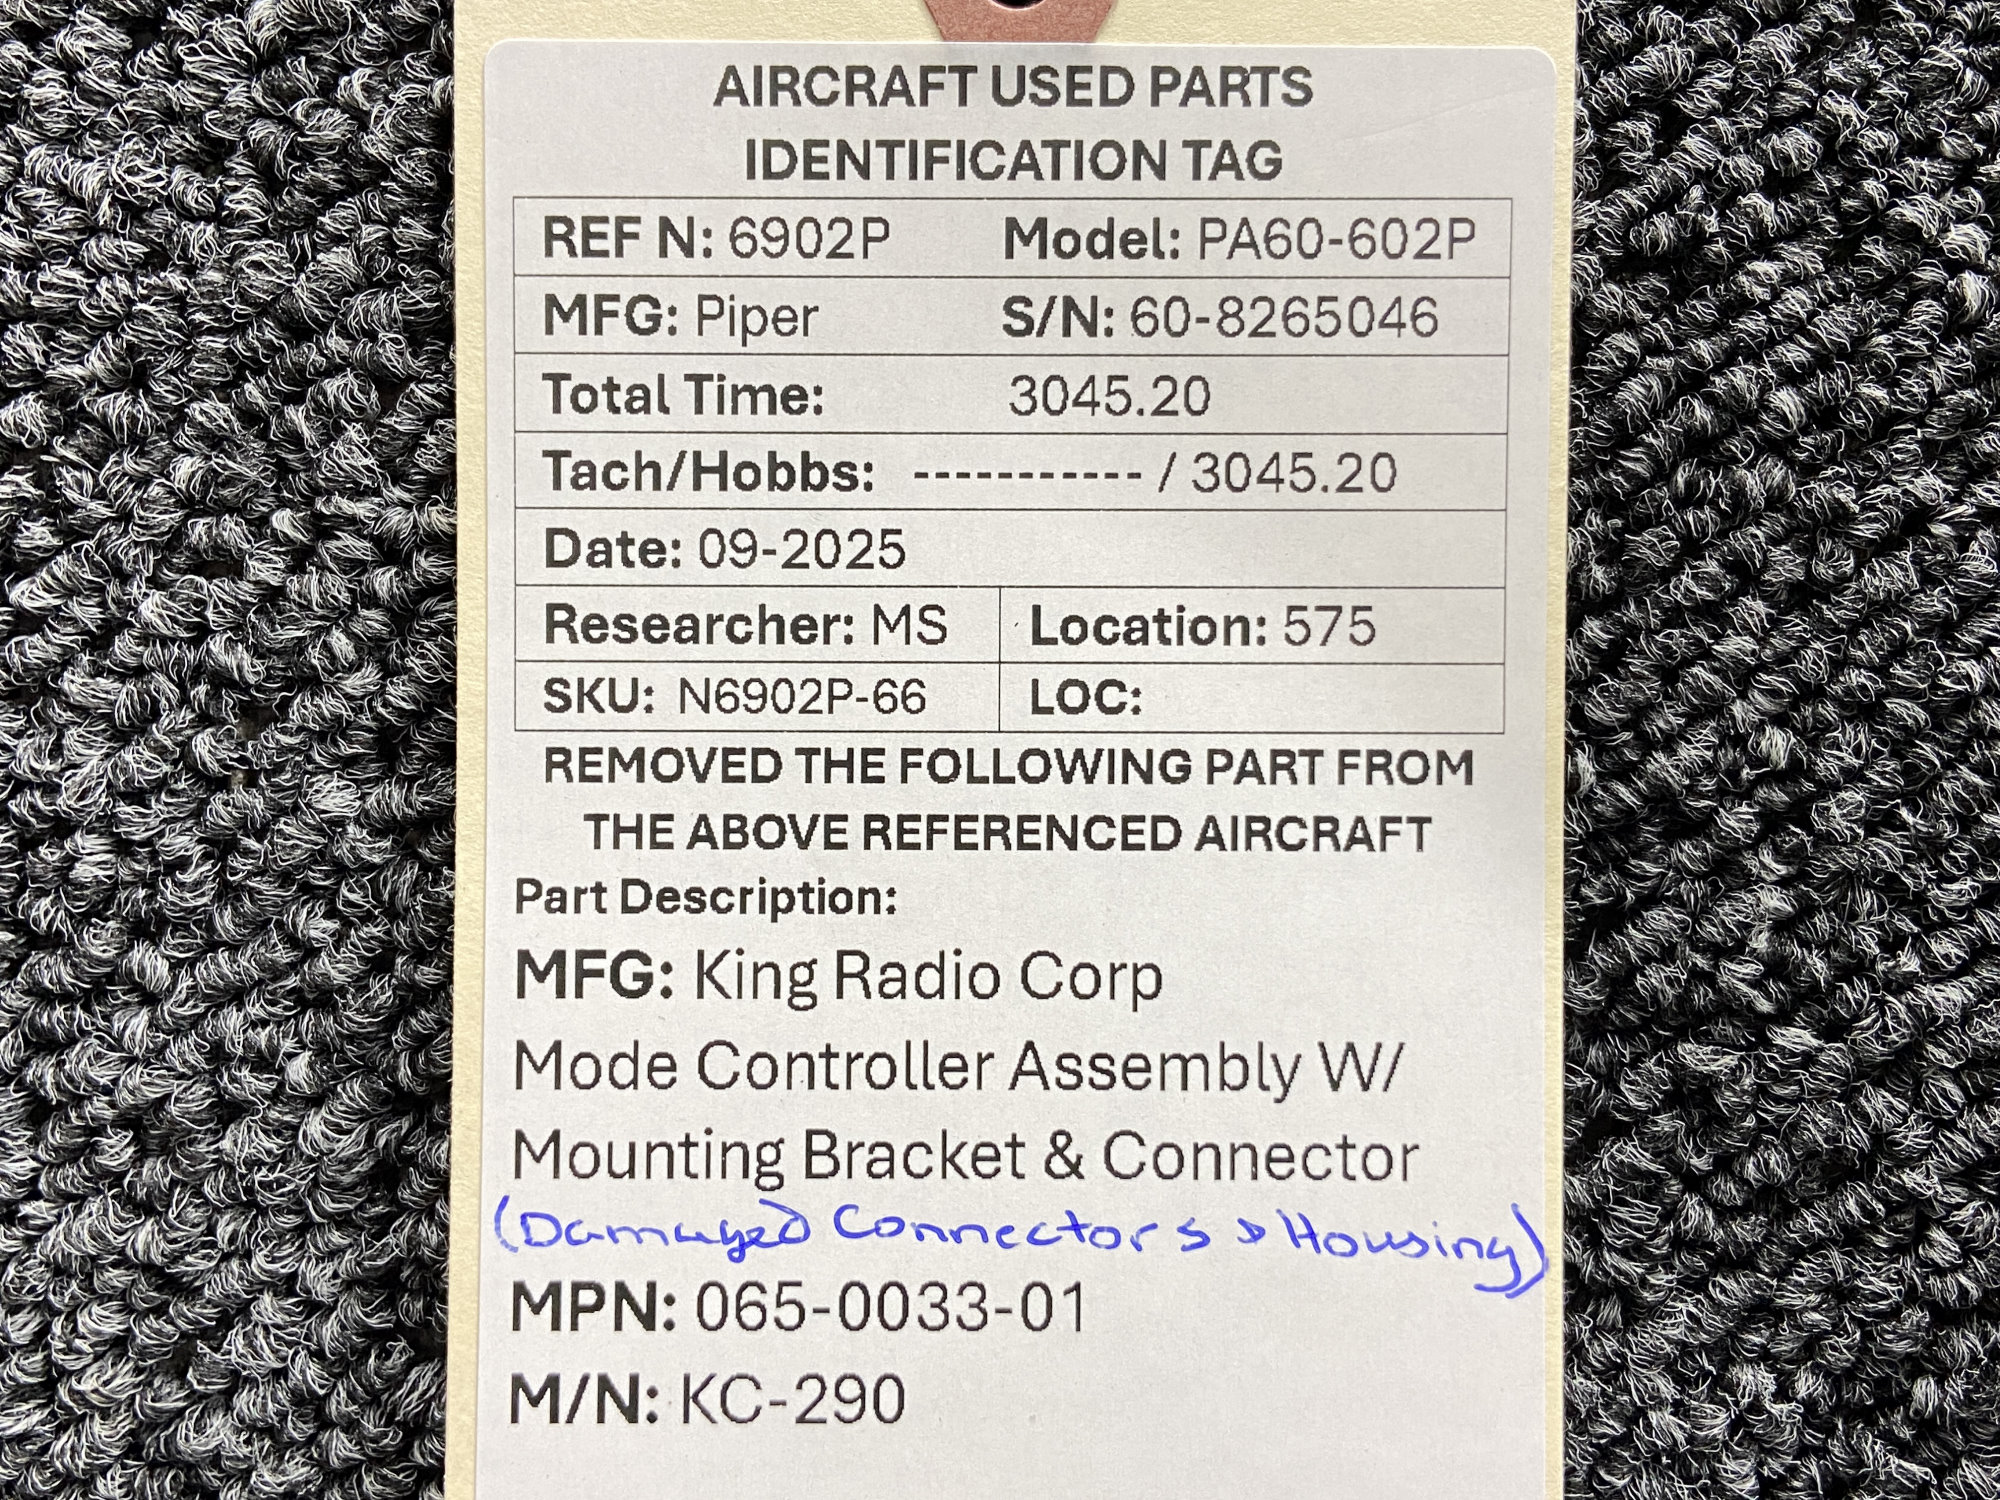 AIRCRAFT USED PARTS
IDENTIFICATION TAG
REF N: 6902P Model: PA60-602P
MFG: Piper S/N: 60-8265046
Total Time: 3045.20
Tach/Hobbs: ----------- / 3045.20
Date: 09-2025
Researcher: MS Location: 575
SKU: N6902P-66 LOC:
REMOVED THE FOLLOWING PART FROM
THE ABOVE REFERENCED AIRCRAFT
Part Description:
MFG: King Radio Corp
Mode Controller Assembly W/
Mounting Bracket & Connector
(Damaged Connectors Housing)
MPN: 065-0033-01
M/N: KC-290